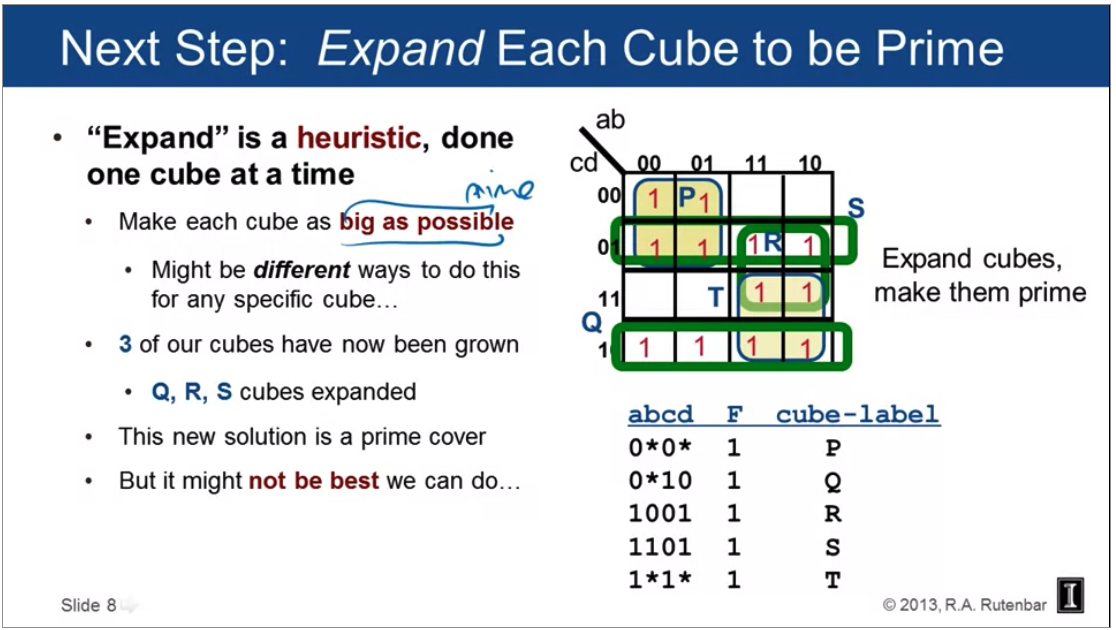 Next Step: Expand Each Cube to be Prime
• “Expand” is a heuristic, done
one cube at a time
prime
• Make each cube as big as possible
• Might be different ways to do this
for any specific cube…
• 3 of our cubes have now been grown
• Q, R, S cubes expanded
• This new solution is a prime cover
• But it might not be best we can do…
ab
cd 00 01 11 10
00 1 P 1
S
01 1 1 1 R 1
11 T 1 1
Q
1 1 1 1 1
Expand cubes,
make them prime
abcd F cube-label
0*0* 1 P
0*10 1 Q
1001 1 R
1101 1 S
1*1* 1 T
Slide 8
© 2013, R.A. Rutenbar
I